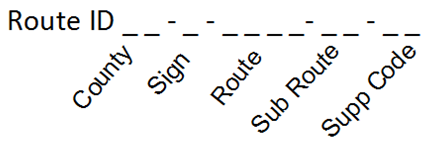 Route ID _ _ - _ - _ _ _ _ - _ _ - _ _
County
Sign
Route
Sub Route
Supp Code